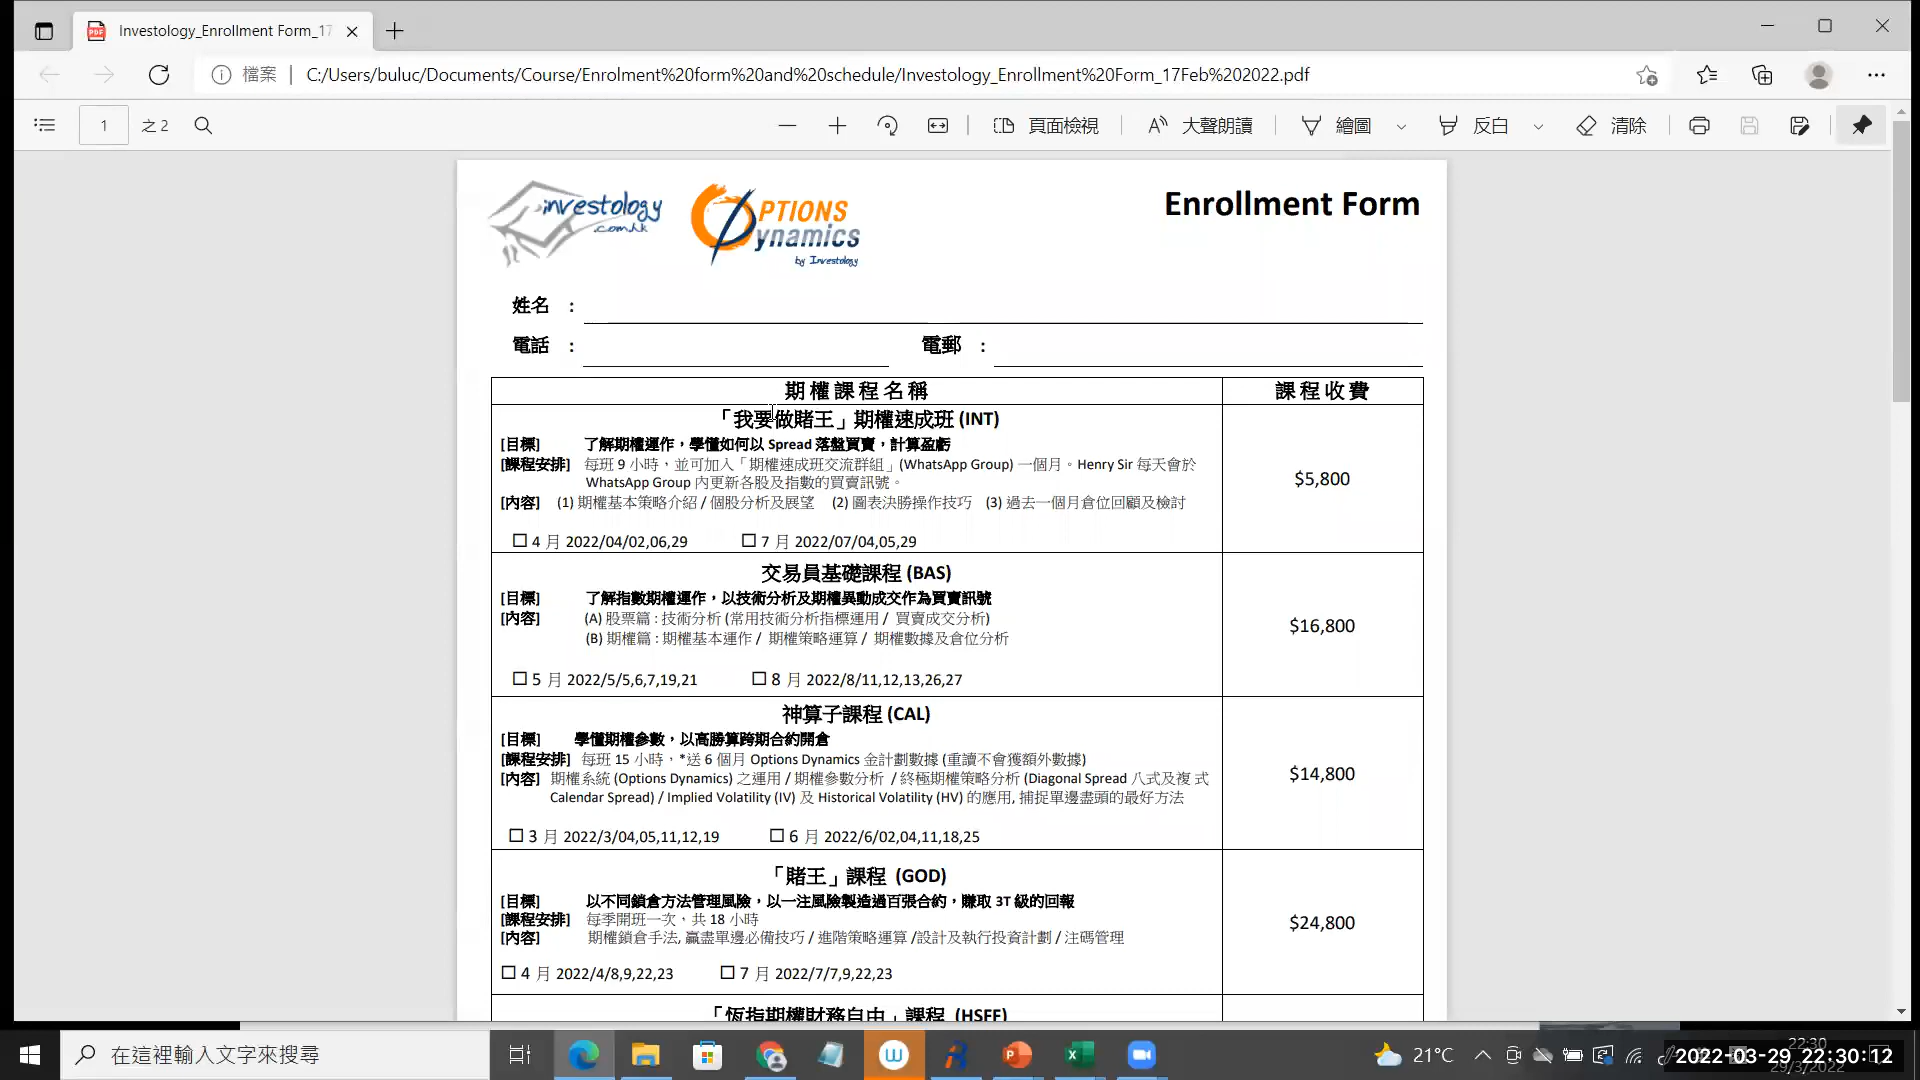 Investology_Enrollment Form_17
檔案
C:/Users/buluc/Documents/Course/Enrolment%20form%20and%20schedule/Investology_Enrollment%20Form_17Feb%202022.pdf
1 之 2 頁面檢視 大聲朗讀 繪圖 反白 清除
investology
.com.hk
OPTIONS
Dynamics
by Investology
Enrollment Form
姓名 :
電話 : 電郵 :
期權課程名稱 課程收費
「我要做賭王」期權速成班 (INT)
[目標] 了解期權運作，學懂如何以 Spread 落盤買賣，計算盈虧
[課程安排] 每班 9 小時，並可加入「期權速成班交流群組」(WhatsApp Group) 一個月。Henry Sir 每天會於
WhatsApp Group 內更新各股及指數的買賣訊號。
$5,800
[內容] (1) 期權基本策略介紹 / 個股分析及展望 (2) 圖表決勝操作技巧 (3) 過去一個月倉位回顧及檢討
☐ 4 月 2022/04/02,06,29 ☐ 7 月 2022/07/04,05,29
交易員基礎課程 (BAS)
[目標] 了解指數期權運作，以技術分析及期權異動成交作為買賣訊號
[內容] (A) 股票篇 : 技術分析 (常用技術分析指標運用 / 買賣成交分析)
$16,800
(B) 期權篇 : 期權基本運作 / 期權策略運算 / 期權數據及倉位分析
☐ 5 月 2022/5/5,6,7,19,21 ☐ 8 月 2022/8/11,12,13,26,27
神算子課程 (CAL)
[目標] 學懂期權參數，以高勝算跨期合約開倉
[課程安排] 每班 15 小時，*送 6 個月 Options Dynamics 金計劃數據 (重讀不會獲額外數據)
$14,800
[內容] 期權系統 (Options Dynamics) 之運用 / 期權參數分析 / 終極期權策略分析 (Diagonal Spread 八式及複 式
Calendar Spread) / Implied Volatility (IV) 及 Historical Volatility (HV) 的應用, 捕捉單邊盡頭的最好方法
☐ 3 月 2022/3/04,05,11,12,19 ☐ 6 月 2022/6/02,04,11,18,25
「賭王」課程 (GOD)
[目標] 以不同鎖倉方法管理風險，以一注風險製造過百張合約，賺取 3T 級的回報
[課程安排] 每季開班一次，共 18 小時
$24,800
[內容] 期權鎖倉手法, 贏盡單邊必備技巧 / 進階策略運算 /設計及執行投資計劃 / 注碼管理
☐ 4 月 2022/4/8,9,22,23 ☐ 7 月 2022/7/7,9,22,23
「恆指期權財務自由」課程 (HSFF)
在這裡輸入文字來搜尋
21°C
22:30
29/3/2022
2022-03-29 22:30:12